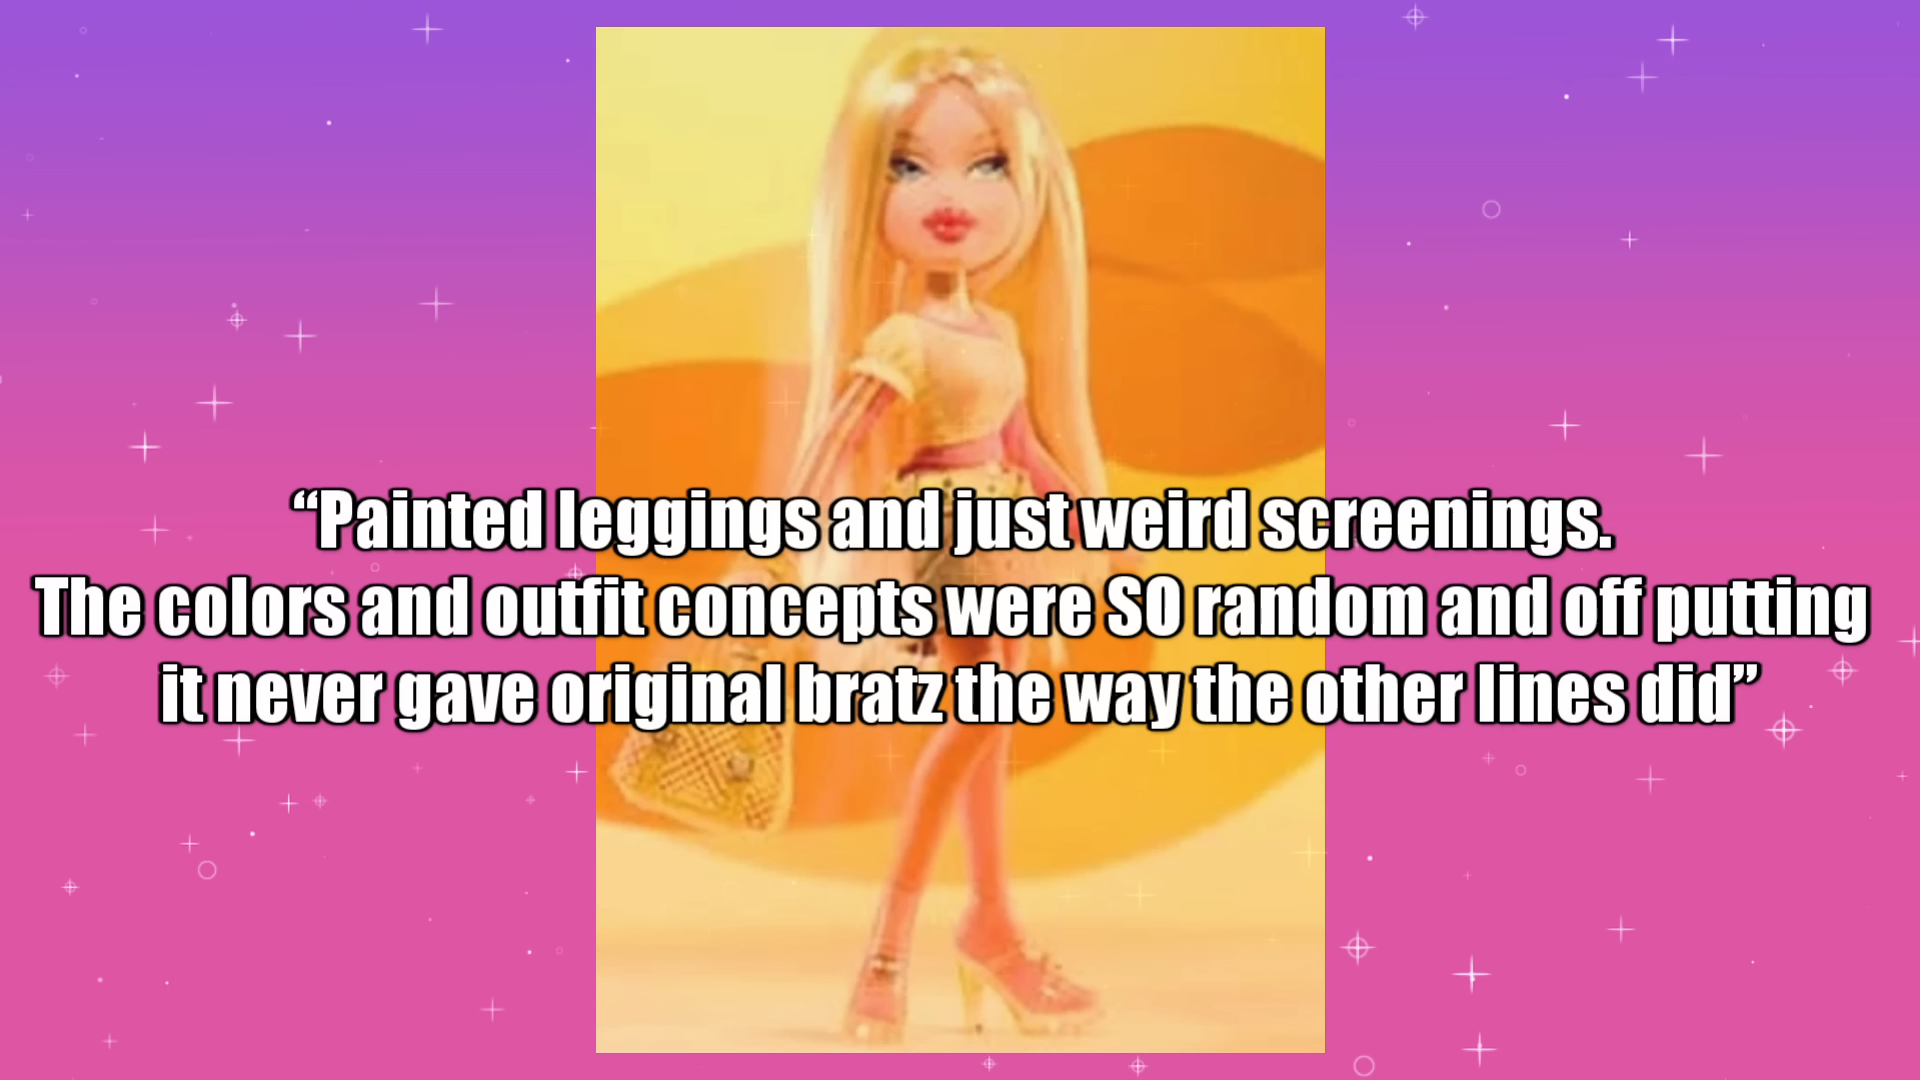 “Painted leggings and just weird screenings.
The colors and outfit concepts were SO random and off putting
it never gave original bratz the way the other lines did”